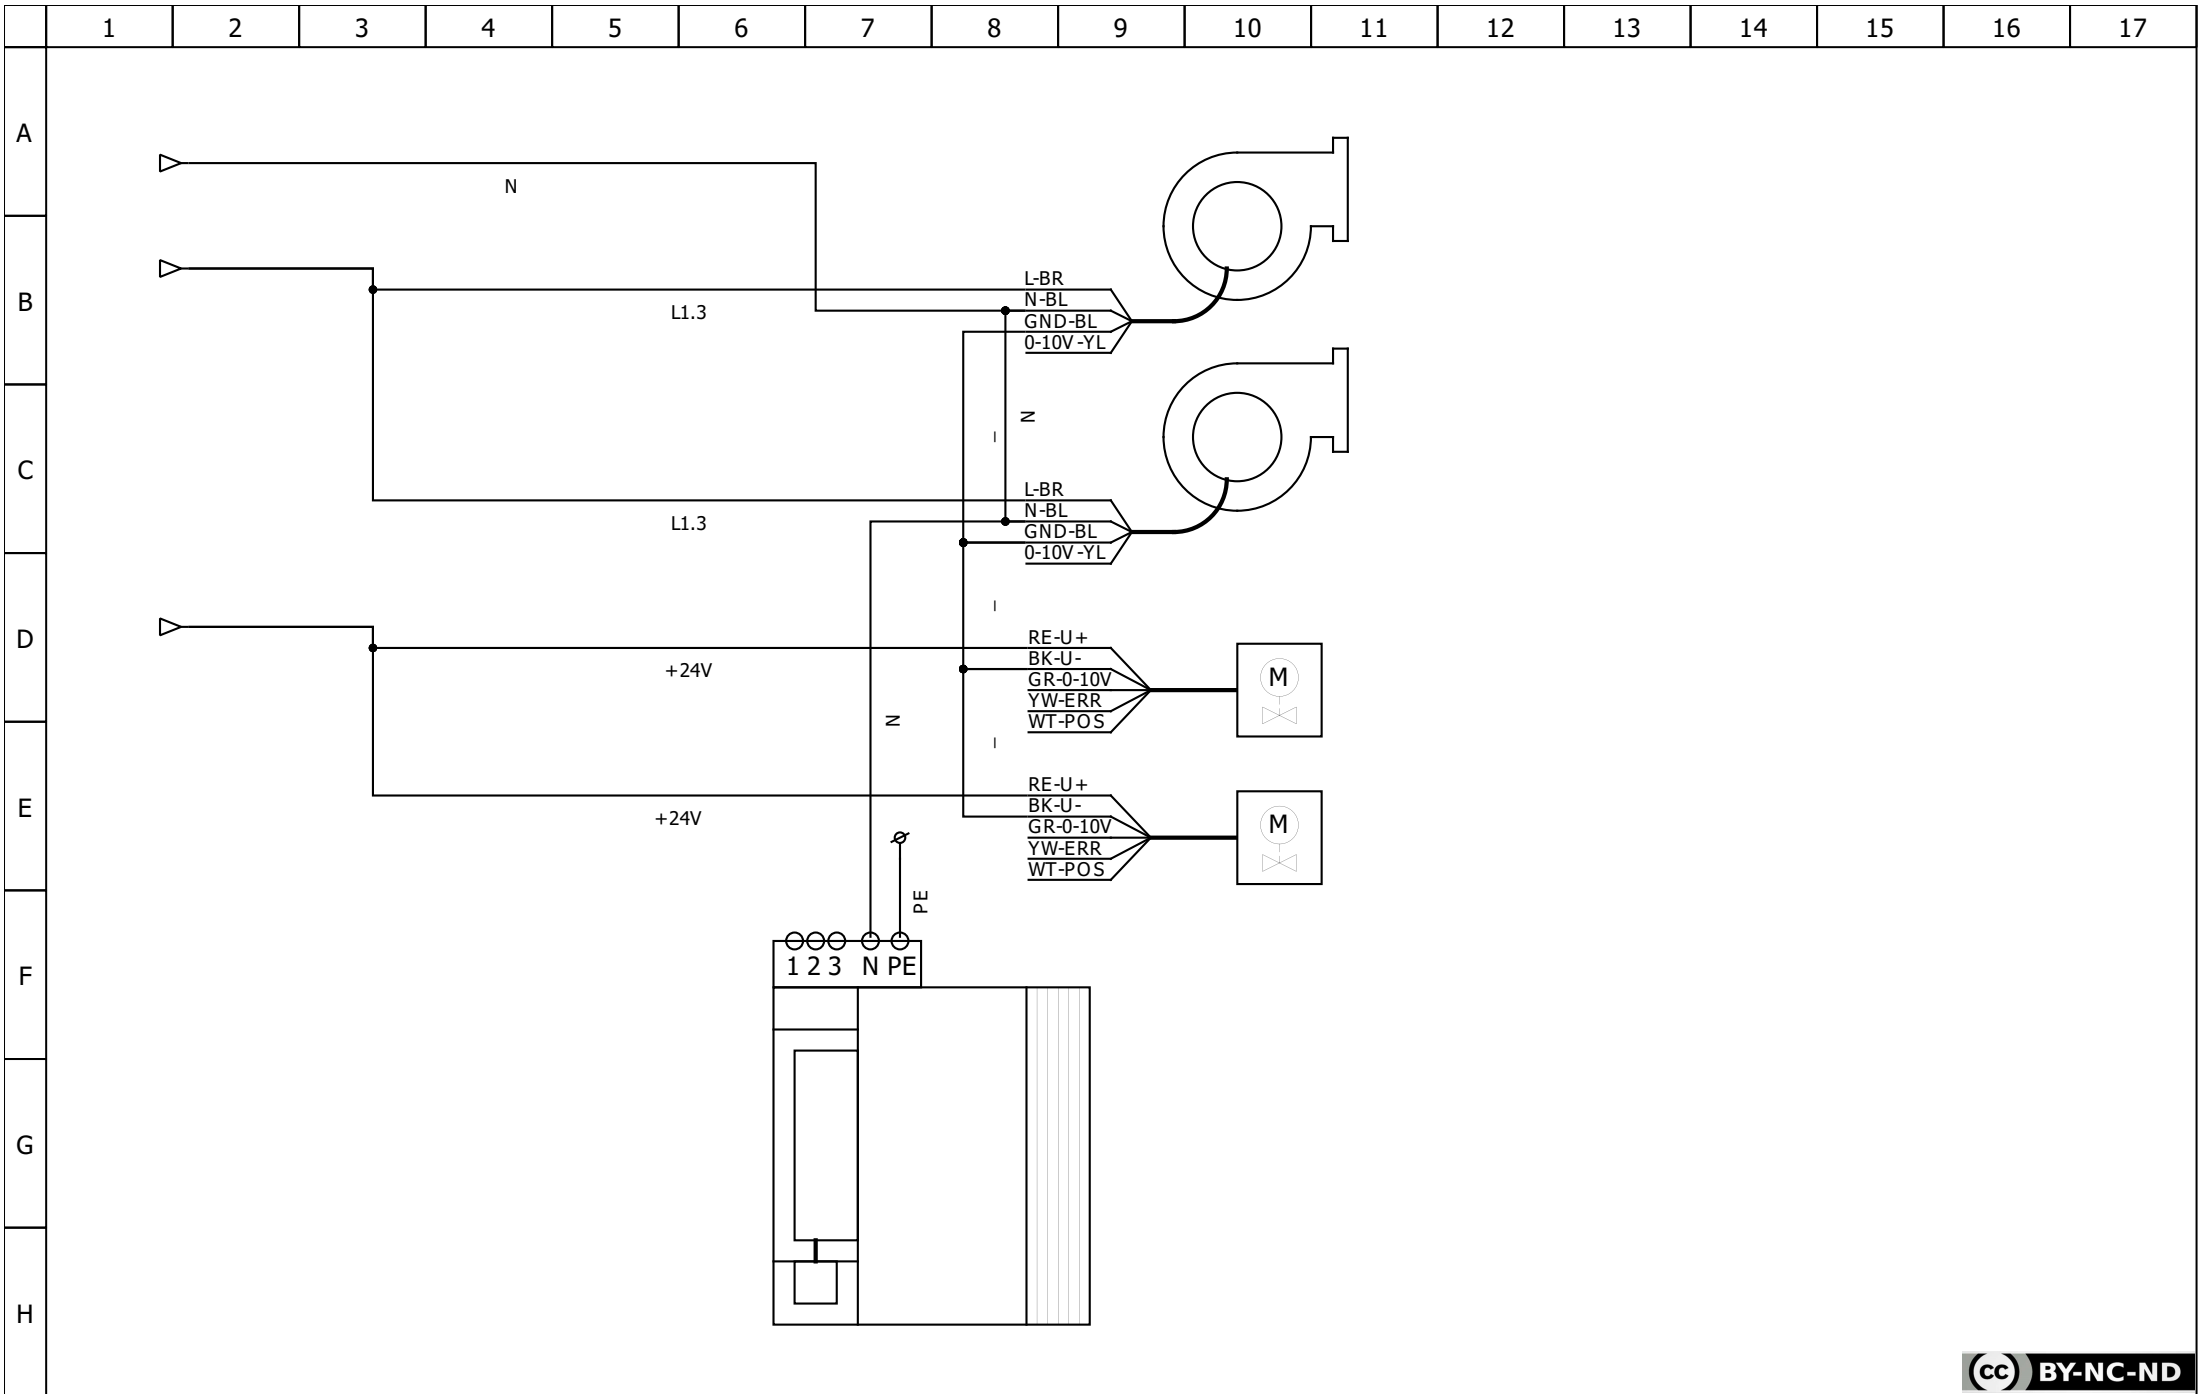 1 2 3 4 5 6 7 8 9 10 11 12 13 14 15 16 17
A
N
B
L-BR
N-BL
L1.3
GND-BL
0-10V-YL
N
–
C
L-BR
N-BL
L1.3
GND-BL
0-10V-YL
–
D
RE-U+
BK-U-
+24V
GR-0-10V
M
YW-ERR
WT-POS
N
–
E
RE-U+
BK-U-
+24V
GR-0-10V
M
YW-ERR
WT-POS
PE
F
1 2 3 N PE
G
H
cc BY-NC-ND